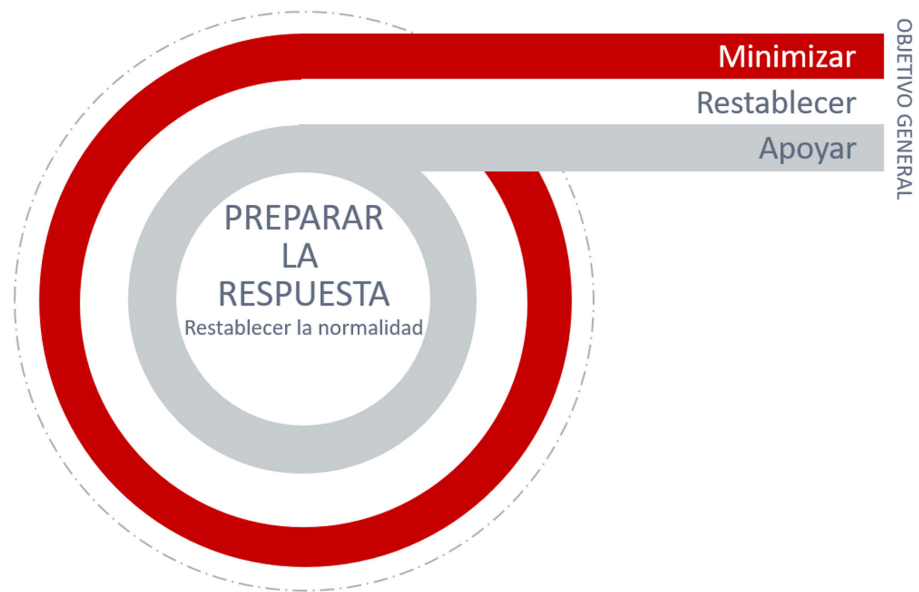 Minimizar
Restablecer
Apoyar
OBJETIVO GENERAL
PREPARAR
LA
RESPUESTA
Restablecer la normalidad